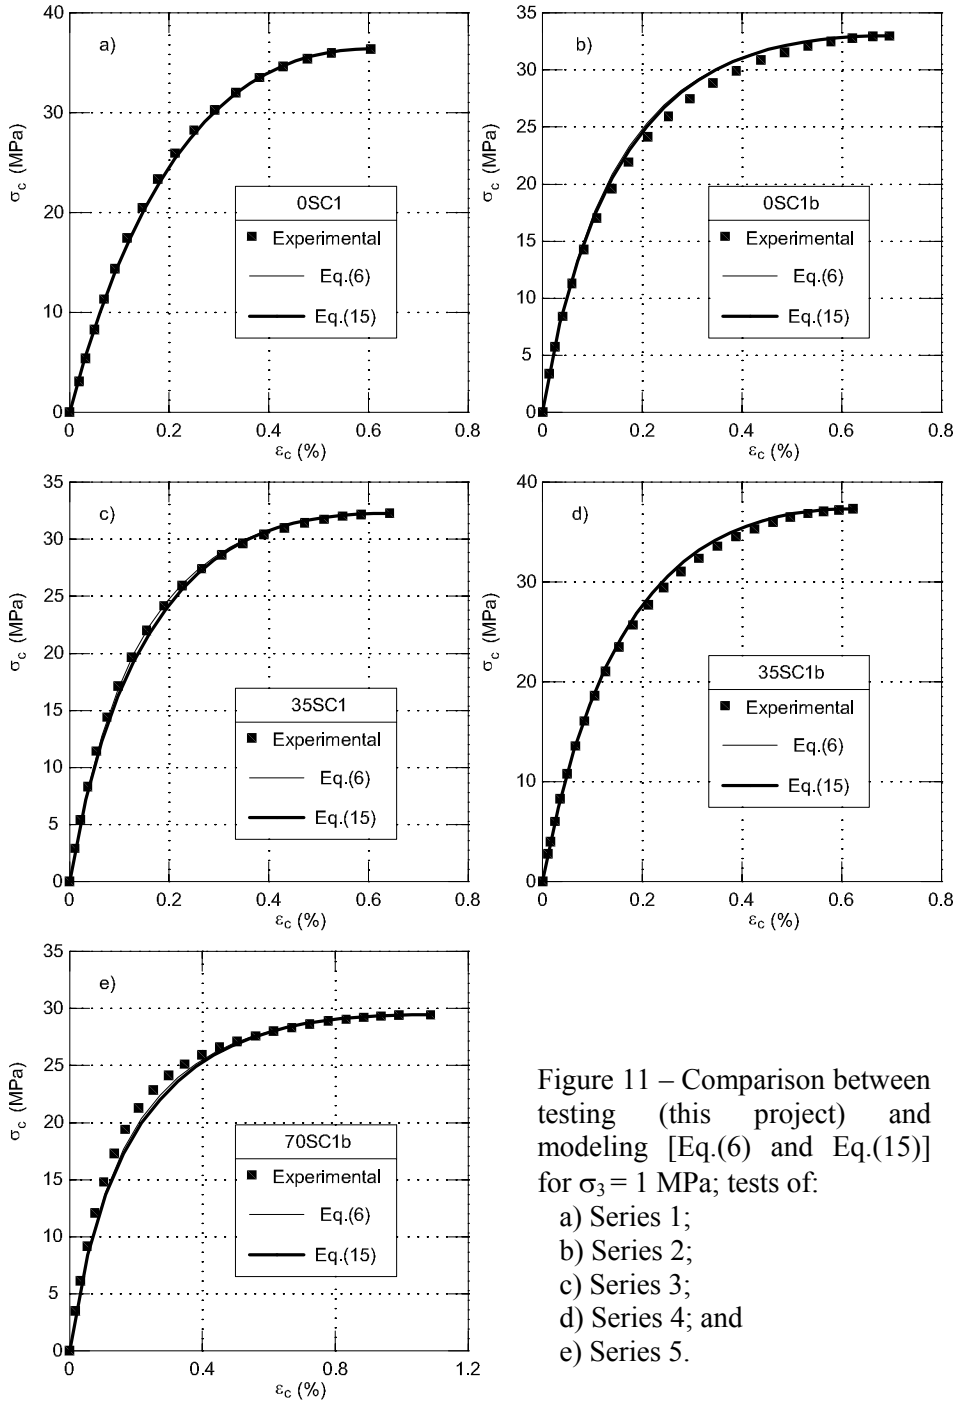 a)
40
30
20
10
0
σc (MPa)
0SC1
Experimental
Eq.(6)
Eq.(15)
0 0.2 0.4 0.6 0.8
εc (%)
b)
35
30
25
20
15
10
5
0
σc (MPa)
0SC1b
Experimental
Eq.(6)
Eq.(15)
0 0.2 0.4 0.6 0.8
εc (%)
c)
35
30
25
20
15
10
5
0
σc (MPa)
35SC1
Experimental
Eq.(6)
Eq.(15)
0 0.2 0.4 0.6 0.8
εc (%)
d)
40
30
20
10
0
σc (MPa)
35SC1b
Experimental
Eq.(6)
Eq.(15)
0 0.2 0.4 0.6 0.8
εc (%)
e)
35
30
25
20
15
10
5
0
σc (MPa)
70SC1b
Experimental
Eq.(6)
Eq.(15)
0 0.4 0.8 1.2
εc (%)
Figure 11 – Comparison between
testing (this project) and
modeling [Eq.(6) and Eq.(15)]
for σ3 = 1 MPa; tests of:
a) Series 1;
b) Series 2;
c) Series 3;
d) Series 4; and
e) Series 5.